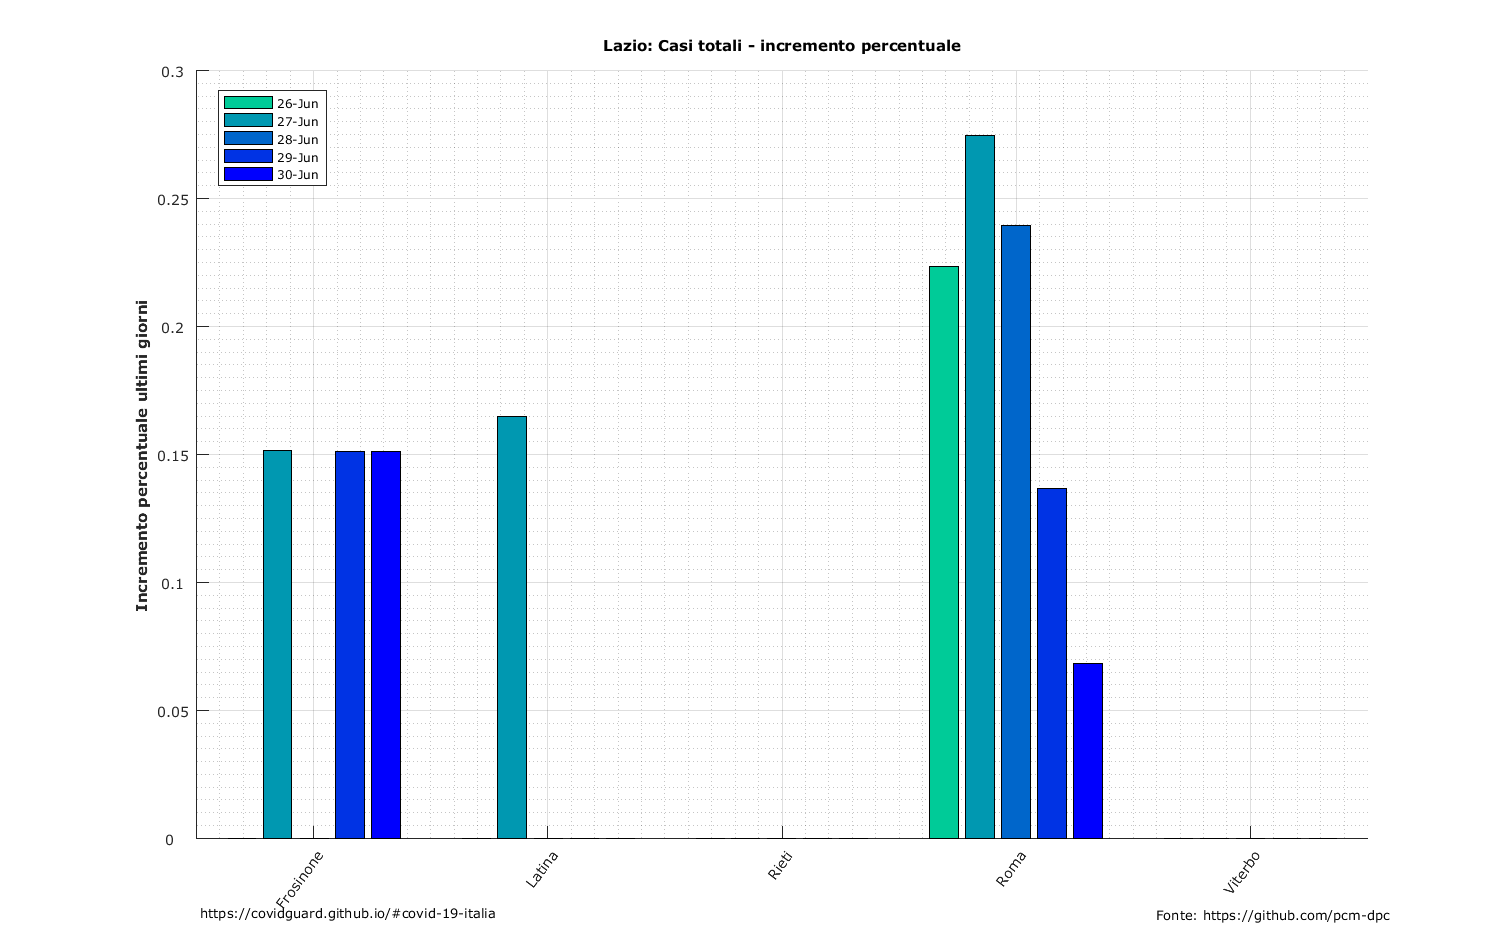 Lazio: Casi totali - incremento percentuale
0.3
0.25
0.2
0.15
0.1
0.05
0
Incremento percentuale ultimi giorni
26-Jun
27-Jun
28-Jun
29-Jun
30-Jun
Frosinone
Latina
Rieti
Roma
Viterbo
https://covidguard.github.io/#covid-19-italia
Fonte: https://github.com/pcm-dpc